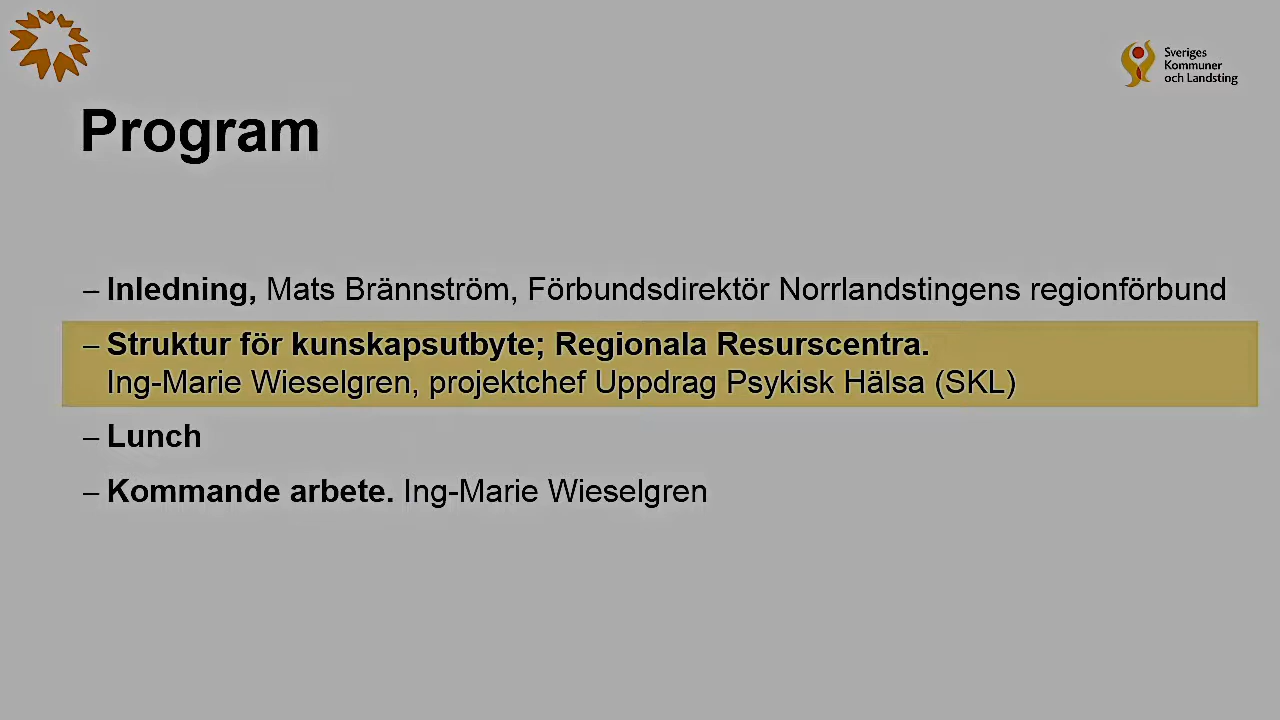 Sveriges
Kommuner
och Landsting
Program
– Inledning, Mats Brännström, Förbundsdirektör Norrlandstingens regionförbund
– Struktur för kunskapsutbyte; Regionala Resurscentra.
Ing-Marie Wieselgren, projektchef Uppdrag Psykisk Hälsa (SKL)
– Lunch
– Kommande arbete. Ing-Marie Wieselgren